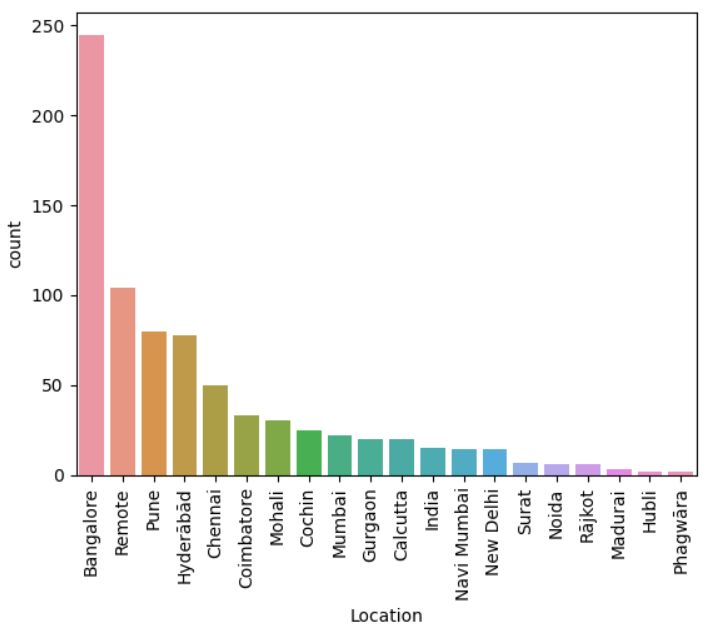 250
200
150
100
50
0
count
Bangalore
Remote
Pune
Hyderābād
Chennai
Coimbatore
Mohali
Cochin
Mumbai
Gurgaon
Calcutta
India
Navi Mumbai
New Delhi
Surat
Noida
Rājkot
Madurai
Hubli
Phagwāra
Location